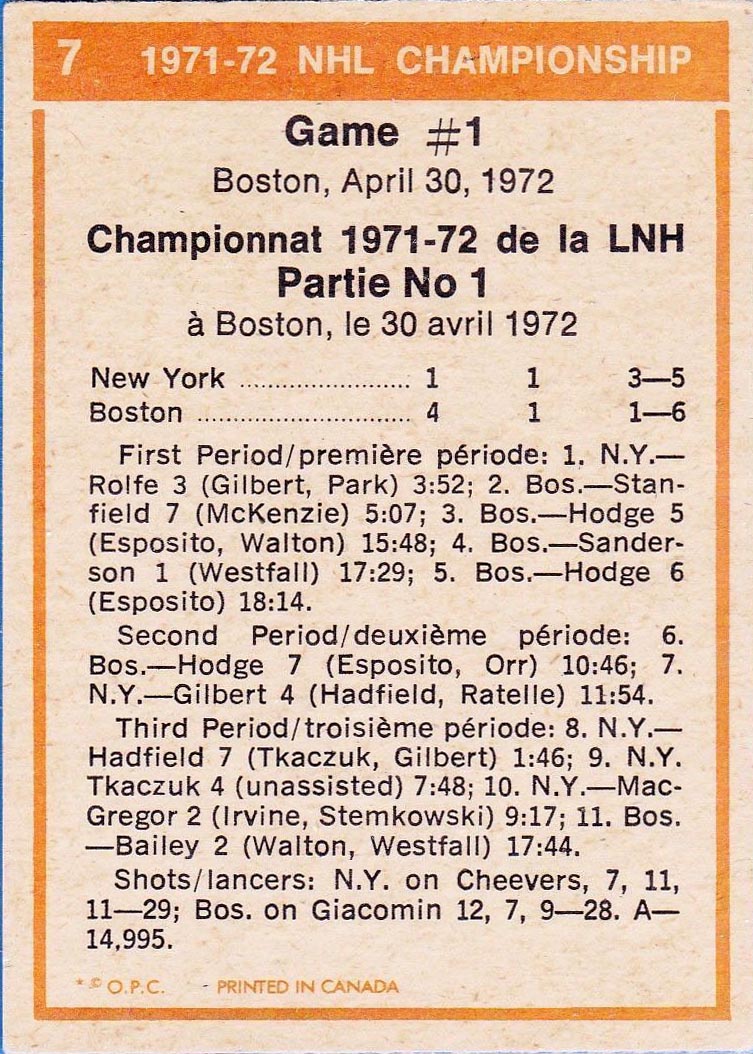 7 1971-72 NHL CHAMPIONSHIP
Game #1
Boston, April 30, 1972
Championnat 1971-72 de la LNH
Partie No 1
à Boston, le 30 avril 1972
New York ........................ 1 1 3—5
Boston .............................. 4 1 1—6
First Period/première période: 1. N.Y.—
Rolfe 3 (Gilbert, Park) 3:52; 2. Bos.—Stan-
field 7 (McKenzie) 5:07; 3. Bos.—Hodge 5
(Esposito, Walton) 15:48; 4. Bos.—Sander-
son 1 (Westfall) 17:29; 5. Bos.—Hodge 6
(Esposito) 18:14.
Second Period/deuxième période: 6.
Bos.—Hodge 7 (Esposito, Orr) 10:46; 7.
N.Y.—Gilbert 4 (Hadfield, Ratelle) 11:54.
Third Period/troisième période: 8. N.Y.—
Hadfield 7 (Tkaczuk, Gilbert) 1:46; 9. N.Y.
Tkaczuk 4 (unassisted) 7:48; 10. N.Y.—Mac-
Gregor 2 (Irvine, Stemkowski) 9:17; 11. Bos.
—Bailey 2 (Walton, Westfall) 17:44.
Shots/lancers: N.Y. on Cheevers, 7, 11,
11—29; Bos. on Giacomin 12, 7, 9—28. A—
14,995.
* © O.P.C. - PRINTED IN CANADA